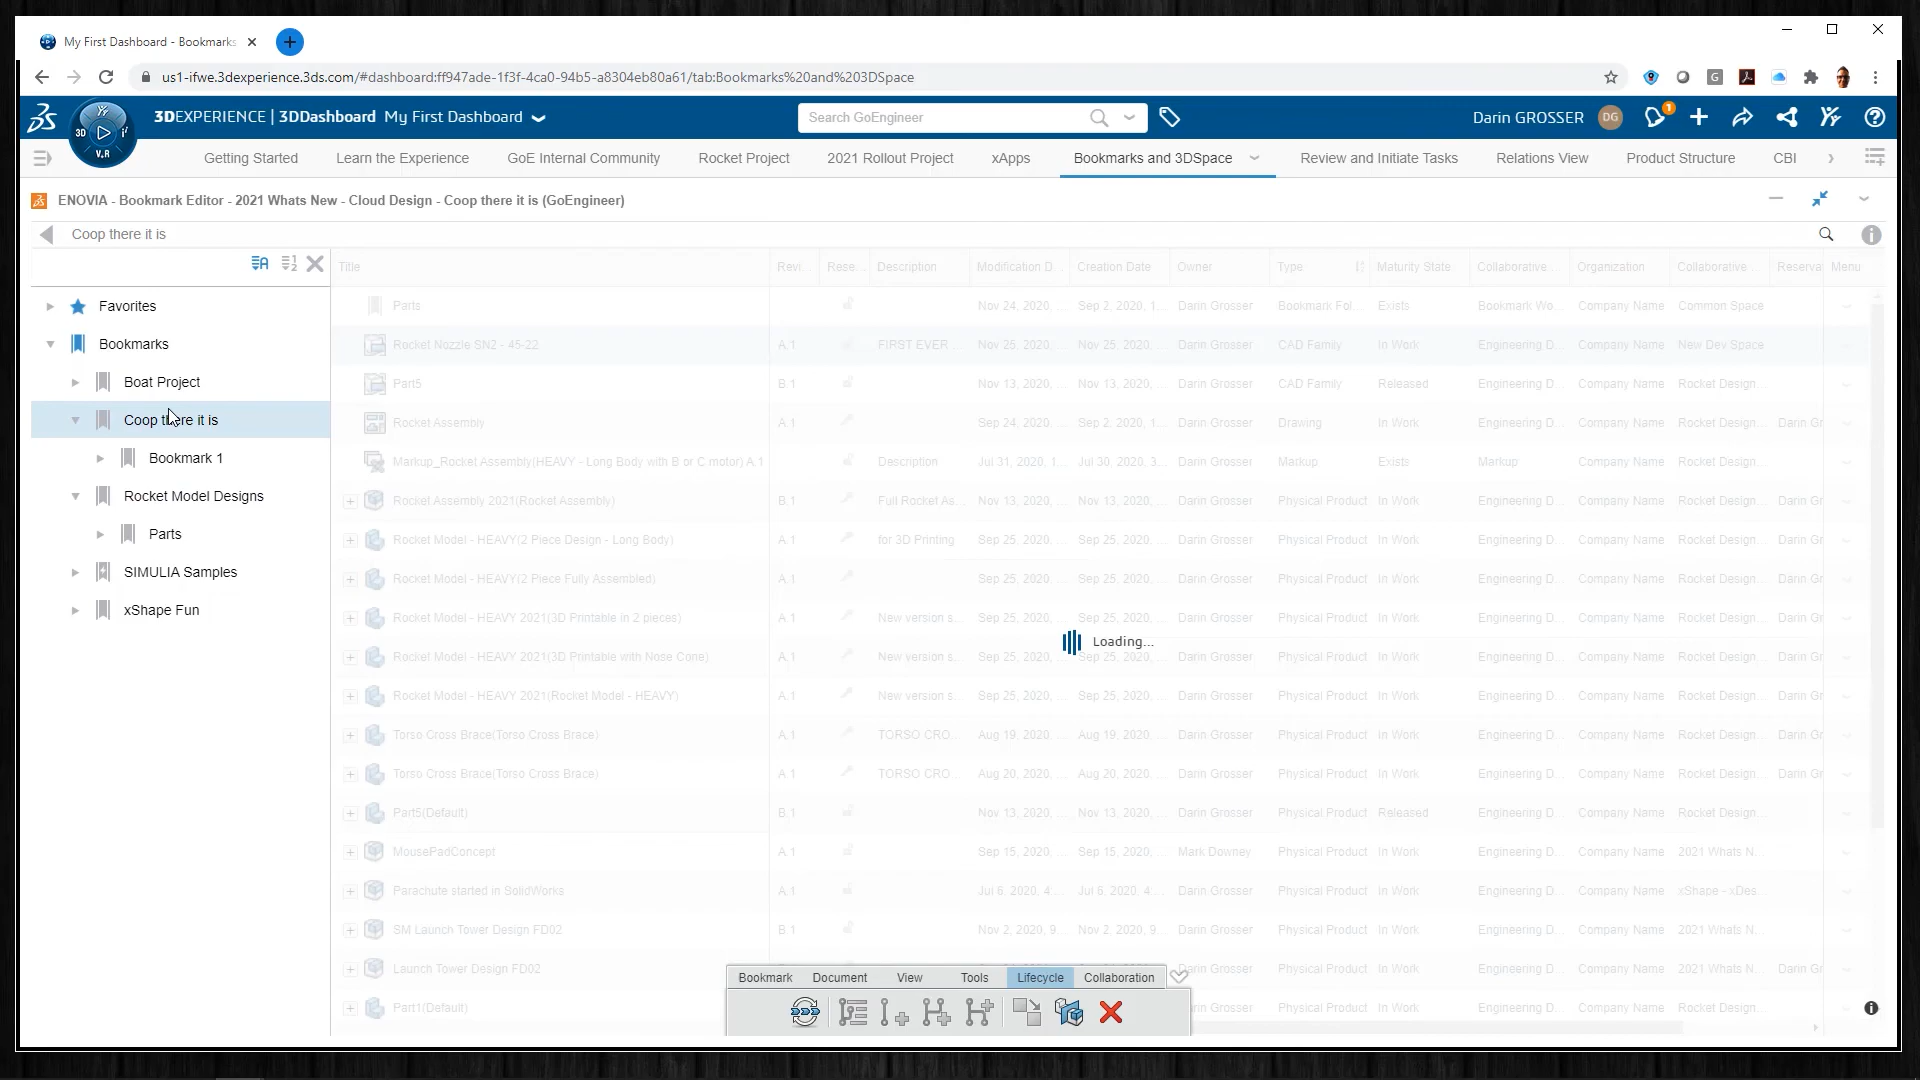 My First Dashboard - Bookmarks
us1-ifwe.3dexperience.3ds.com/#dashboard:ff947ade-1f3f-4ca0-94b5-a8304eb80a61/tab:Bookmarks%20and%203DSpace
3DEXPERIENCE | 3DDashboard My First Dashboard
Search GoEngineer
Darin GROSSER DG 1
3D V.R
Getting Started Learn the Experience GoE Internal Community Rocket Project 2021 Rollout Project xApps Bookmarks and 3DSpace Review and Initiate Tasks Relations View Product Structure CBI
ENOVIA - Bookmark Editor - 2021 Whats New - Cloud Design - Coop there it is (GoEngineer)
Coop there it is
Title Revi... Rese... Description Modification D... Creation Date Owner Type Maturity State Collaborative ... Organization Collaborative ... Reserva Menu
Favorites
Bookmarks
Boat Project
Coop there it is
Bookmark 1
Rocket Model Designs
Parts
SIMULIA Samples
xShape Fun
Parts Nov 24, 2020, ... Sep 2, 2020, 1... Darin Grosser Bookmark Fol... Exists Bookmark Wo... Company Name Common Space
Rocket Nozzle SN2 - 45-22 A.1 FIRST EVER ... Nov 25, 2020, ... Nov 25, 2020, ... Darin Grosser CAD Family In Work Engineering D... Company Name New Dev Space
Part5 B.1 Nov 13, 2020, ... Nov 13, 2020, ... Darin Grosser CAD Family Released Engineering D... Company Name Rocket Design...
Rocket Assembly A.1 Sep 24, 2020, ... Sep 2, 2020, 1... Darin Grosser Drawing In Work Engineering D... Company Name Rocket Design... Darin Gr
Markup_Rocket Assembly(HEAVY - Long Body with B or C motor) A.1 Description Jul 31, 2020, 1... Jul 30, 2020, 3... Darin Grosser Markup Exists Markup Company Name Rocket Design...
Rocket Assembly 2021(Rocket Assembly) B.1 Full Rocket As... Nov 13, 2020, ... Nov 13, 2020, ... Darin Grosser Physical Product In Work Engineering D... Company Name Rocket Design... Darin Gr
Rocket Model - HEAVY(2 Piece Design - Long Body) A.1 for 3D Printing Sep 25, 2020, ... Sep 25, 2020, ... Darin Grosser Physical Product In Work Engineering D... Company Name Rocket Design... Darin Gr
Rocket Model - HEAVY(2 Piece Fully Assembled) A.1 Sep 25, 2020, ... Sep 25, 2020, ... Darin Grosser Physical Product In Work Engineering D... Company Name Rocket Design... Darin Gr
Rocket Model - HEAVY 2021(3D Printable in 2 pieces) A.1 New version s... Sep 25, 2020, ... Sep 25, 2020, ... Darin Grosser Physical Product In Work Engineering D... Company Name Rocket Design... Darin Gr
Loading...
Rocket Model - HEAVY 2021(3D Printable with Nose Cone) A.1 New version s... Sep 25, 2020, ... Sep 25, 2020, ... Darin Grosser Physical Product In Work Engineering D... Company Name Rocket Design... Darin Gr
Rocket Model - HEAVY 2021(Rocket Model - HEAVY) A.1 New version s... Sep 25, 2020, ... Sep 25, 2020, ... Darin Grosser Physical Product In Work Engineering D... Company Name Rocket Design... Darin Gr
Torso Cross Brace(Torso Cross Brace) A.1 TORSO CRO... Aug 19, 2020, ... Aug 19, 2020, ... Darin Grosser Physical Product In Work Engineering D... Company Name Rocket Design... Darin Gr
Torso Cross Brace(Torso Cross Brace) A.1 TORSO CRO... Aug 20, 2020, ... Aug 20, 2020, ... Darin Grosser Physical Product In Work Engineering D... Company Name Rocket Design... Darin Gr
Part5(Default) B.1 Nov 13, 2020, ... Nov 13, 2020, ... Darin Grosser Physical Product Released Engineering D... Company Name Rocket Design...
MousePadConcept A.1 Sep 15, 2020, ... Sep 15, 2020, ... Mark Downey Physical Product In Work Engineering D... Company Name 2021 Whats N...
Parachute started in SolidWorks A.1 Jul 6, 2020, 4:... Jul 6, 2020, 4:... Darin Grosser Physical Product In Work Engineering D... Company Name xShape - xDes...
SM Launch Tower Design FD02 B.1 Nov 2, 2020, 9... Nov 2, 2020, 9... Darin Grosser Physical Product In Work Engineering D... Company Name 2021 Whats N...
Launch Tower Design FD02 Engineering D... Company Name 2021 Whats N... Darin Gr
Bookmark Document View Tools Lifecycle Collaboration
Part1(Default) Physical Product In Work Engineering D... Company Name Rocket Design...